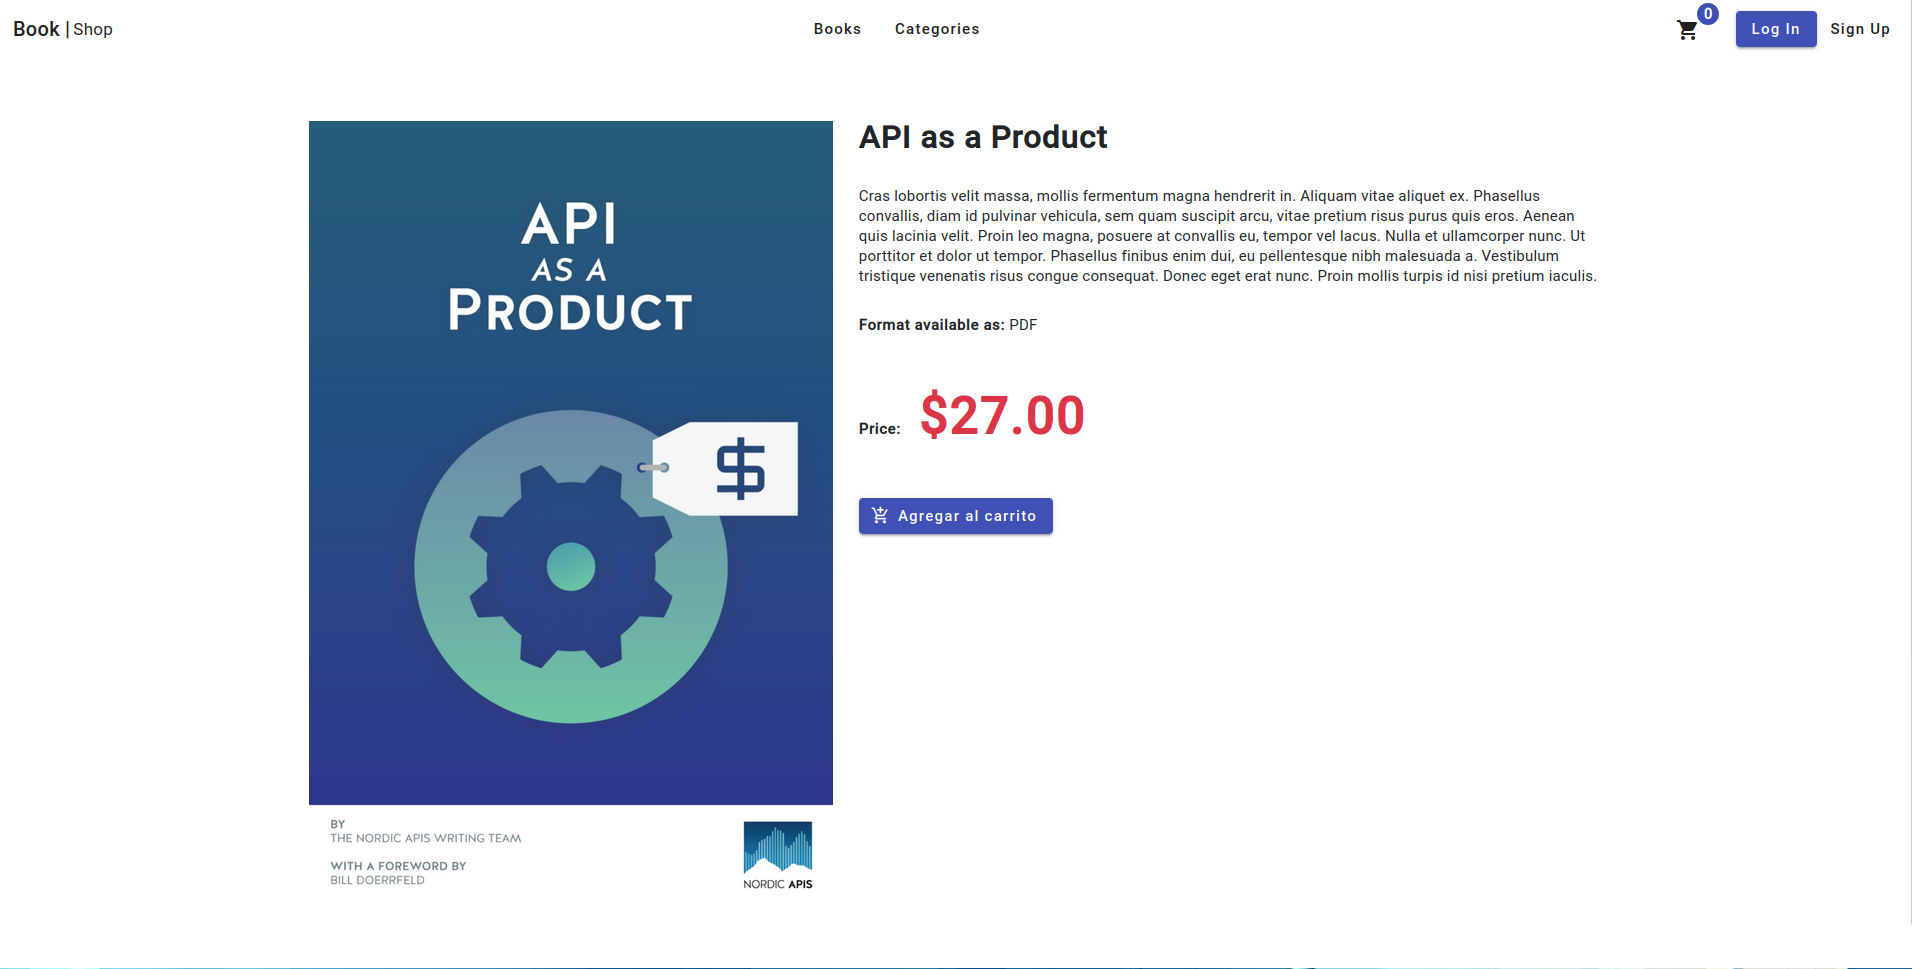 Book | Shop
Books
Categories
0
Log In
Sign Up
API
AS A
PRODUCT
$
BY
THE NORDIC APIS WRITING TEAM
WITH A FOREWORD BY
BILL DOERRFELD
NORDIC APIS
API as a Product
Cras lobortis velit massa, mollis fermentum magna hendrerit in. Aliquam vitae aliquet ex. Phasellus
convallis, diam id pulvinar vehicula, sem quam suscipit arcu, vitae pretium risus purus quis eros. Aenean
quis lacinia velit. Proin leo magna, posuere at convallis eu, tempor vel lacus. Nulla et ullamcorper nunc. Ut
porttitor et dolor ut tempor. Phasellus finibus enim dui, eu pellentesque nibh malesuada a. Vestibulum
tristique venenatis risus congue consequat. Donec eget erat nunc. Proin mollis turpis id nisi pretium iaculis.
Format available as: PDF
Price: $27.00
Agregar al carrito